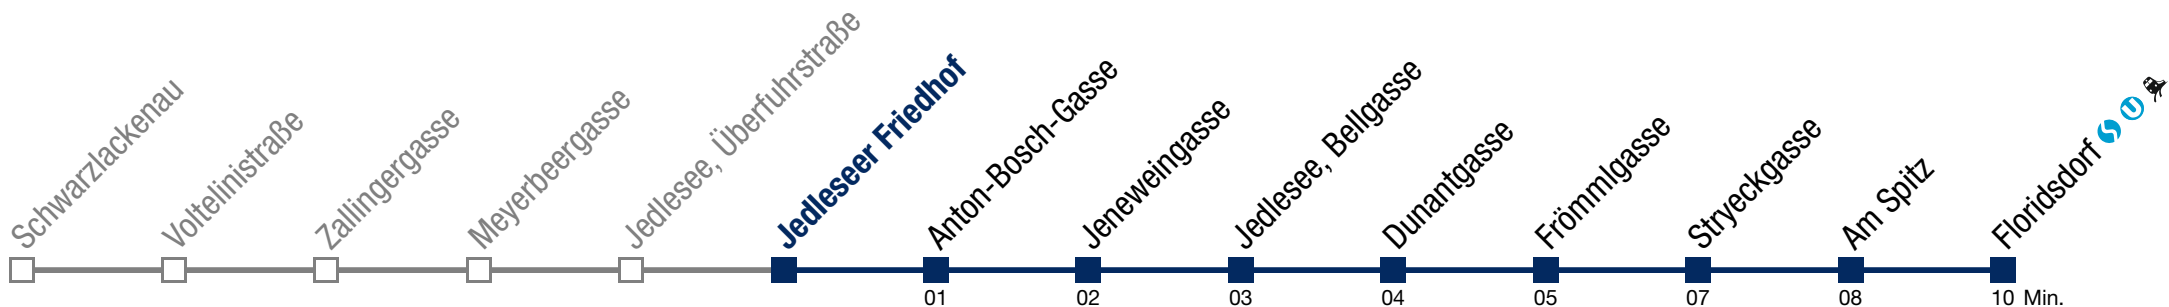 Schwarzlackenau
Voltelinistraße
Zallingergasse
Meyerbeergasse
Jedlesee, Überfuhrstraße
Jedleseer Friedhof
Anton-Bosch-Gasse
Jeneweingasse
Jedlesee, Bellgasse
Dunantgasse
Frömmlgasse
Stryeckgasse
Am Spitz
Floridsdorf S U
01 02 03 04 05 07 08 10 Min.